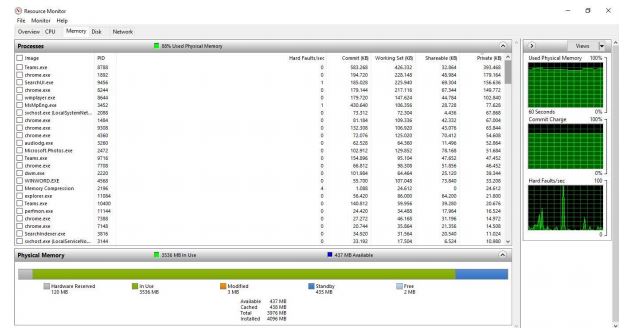 Resource Monitor
File Monitor Help
Overview CPU Memory Disk Network
Processes 88% Used Physical Memory
Image PID Hard Faults/sec Commit (KB) Working Set (KB) Shareable (KB) Private (KB)
Teams.exe 8788 0 583.268 426.332 32.864 393.468
chrome.exe 1892 0 194.720 228.148 48.984 179.164
SearchUI.exe 9456 1 185.028 225.940 69.304 156.636
chrome.exe 6244 0 179.144 217.116 67.344 149.772
wmplayer.exe 8644 0 179.720 147.624 44.784 102.840
MsMpEng.exe 3452 1 430.640 106.356 28.728 77.628
svchost.exe (LocalSystemNet... 2088 0 73.312 72.304 4.436 67.868
chrome.exe 1484 0 81.184 109.336 42.332 67.004
chrome.exe 9308 0 132.308 106.920 43.076 63.844
chrome.exe 4360 0 72.076 125.020 70.412 54.608
audiodg.exe 3260 0 62.528 64.360 11.496 52.864
Microsoft.Photos.exe 2472 0 102.912 129.852 78.168 51.684
Teams.exe 9716 0 154.896 95.104 47.652 47.452
chrome.exe 7708 0 66.812 98.308 51.856 46.452
dwm.exe 2220 0 101.984 64.464 25.120 39.344
WINWORD.EXE 4568 0 55.700 107.048 73.840 33.208
Memory Compression 2196 4 1.088 24.612 0 24.612
explorer.exe 11084 0 56.420 86.000 64.200 21.800
Teams.exe 10400 0 140.812 59.956 39.280 20.676
perfmon.exe 11144 0 24.420 34.488 17.964 16.524
chrome.exe 7388 0 27.272 46.168 31.196 14.972
chrome.exe 7148 0 20.744 35.864 21.356 14.508
SearchIndexer.exe 3816 0 34.920 31.564 20.540 11.024
svchost.exe (LocalServiceNo... 3144 0 33.192 17.504 6.524 10.980
Physical Memory 3536 MB In Use 437 MB Available
Hardware Reserved In Use Modified Standby Free
120 MB 3536 MB 3 MB 435 MB 2 MB
Available 437 MB
Cached 438 MB
Total 3976 MB
Installed 4096 MB
Views
Used Physical Memory 100%
60 Seconds 0%
Commit Charge 100%
0%
Hard Faults/sec 100
0